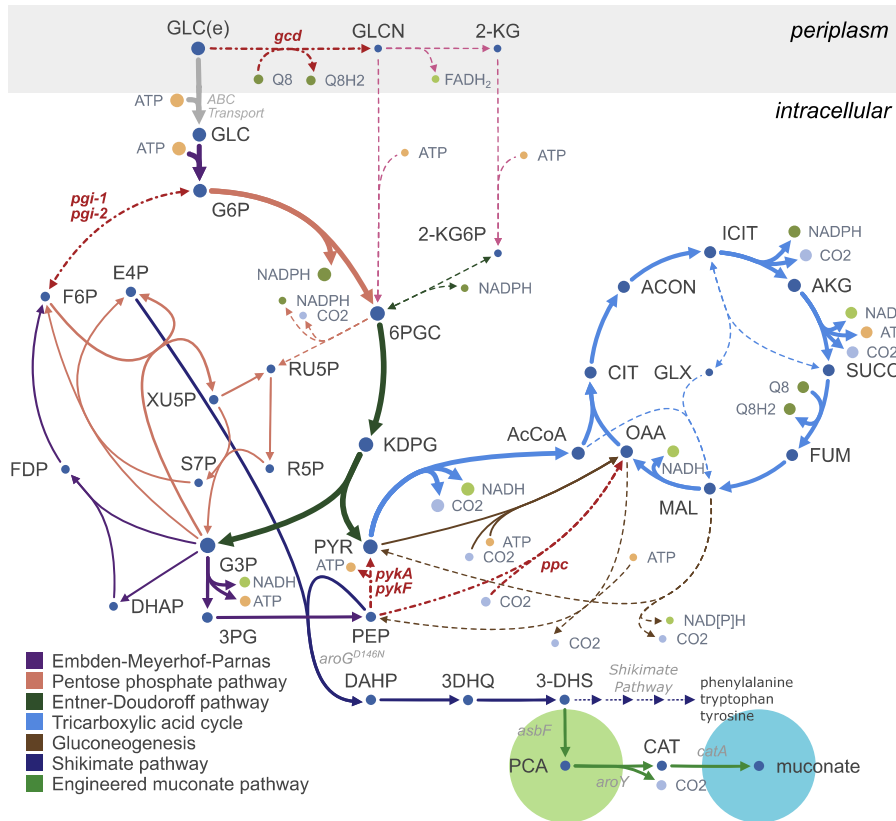 GLC(e)
gcd
GLCN
2-KG
periplasm
Q8
Q8H2
FADH2
ATP
ABC
Transport
intracellular
GLC
ATP
ATP
ATP
pgi-1
pgi-2
G6P
2-KG6P
ICIT
NADPH
CO2
E4P
NADPH
NADPH
ACON
AKG
F6P
NADPH
CO2
6PGC
NAD
AT
CO2
RU5P
CIT
GLX
SUCC
XU5P
Q8
Q8H2
AcCoA
OAA
KDPG
FDP
S7P
R5P
NADH
FUM
NADH
CO2
MAL
PYR
ATP
CO2
G3P
ATP
pykA
pykF
ppc
ATP
NADH
ATP
DHAP
CO2
3PG
PEP
NAD[P]H
CO2
CO2
aroGD146N
Embden-Meyerhof-Parnas
Pentose phosphate pathway
Entner-Doudoroff pathway
Tricarboxylic acid cycle
Gluconeogenesis
Shikimate pathway
Engineered muconate pathway
DAHP
3DHQ
3-DHS
Shikimate
Pathway
phenylalanine
tryptophan
tyrosine
asbF
CAT
catA
PCA
aroY
CO2
muconate